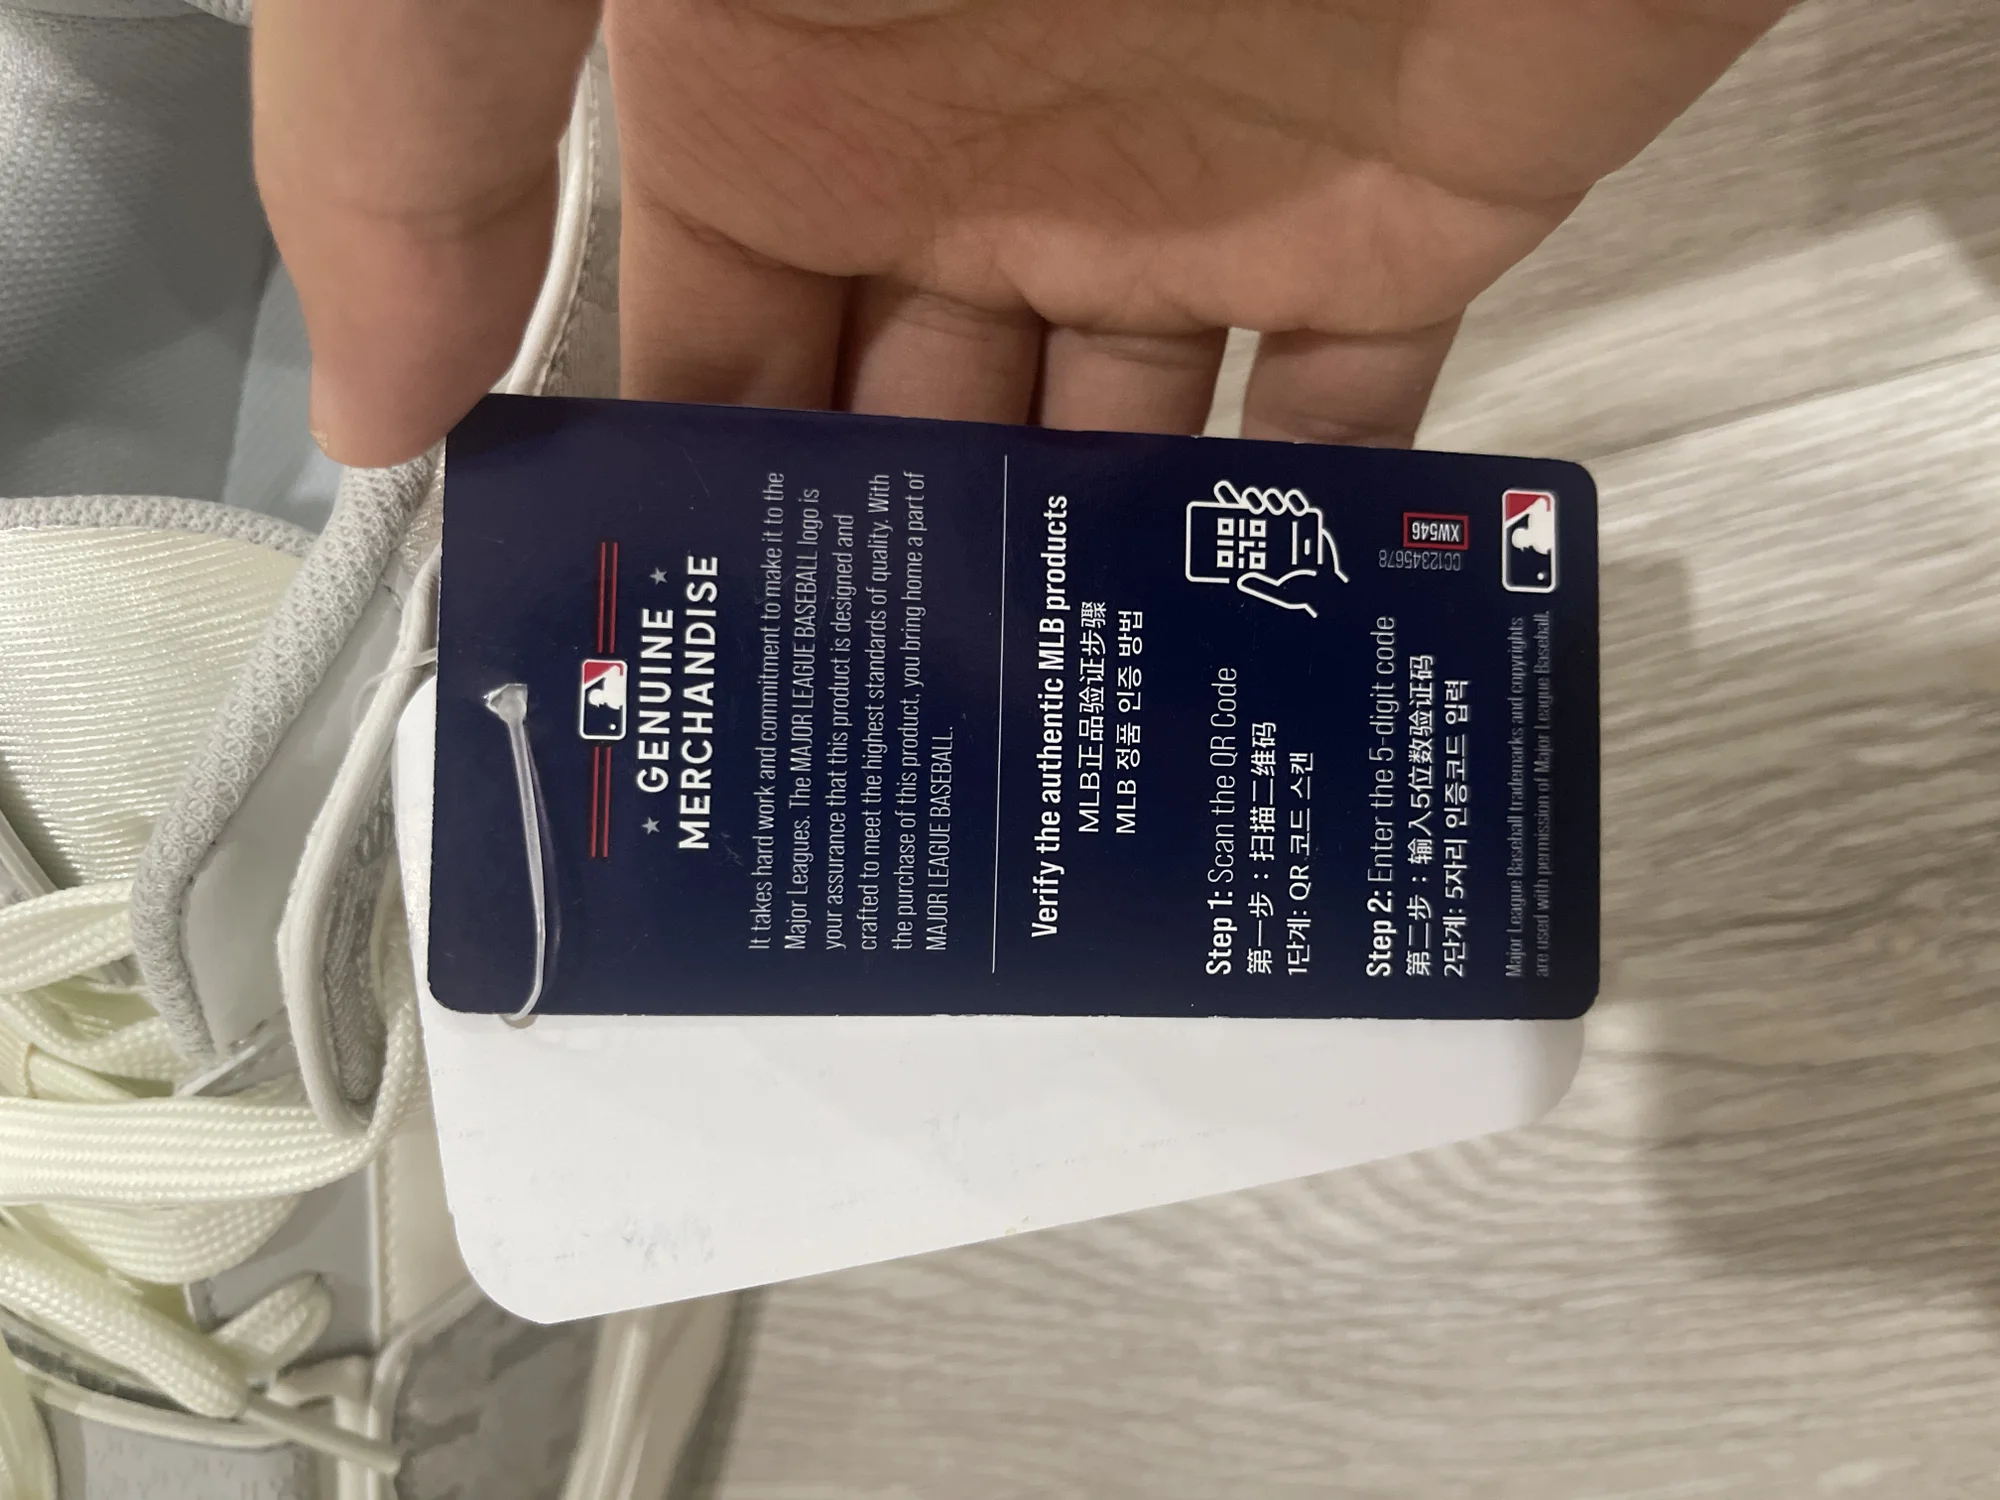 GENUINE
MERCHANDISE
It takes hard work and commitment to make it to the
Major Leagues. The MAJOR LEAGUE BASEBALL logo is
your assurance that this product is designed and
crafted to meet the highest standards of quality. With
the purchase of this product, you bring home a part of
MAJOR LEAGUE BASEBALL.
Verify the authentic MLB products
MLB正品验证步骤
MLB 정품 인증 방법
Step 1: Scan the QR Code
第一步：扫描二维码
1단계: QR 코드 스캔
Step 2: Enter the 5-digit code
第二步：输入5位数验证码
2단계: 5자리 인증코드 입력
CC12345678
XW546
Major League Baseball trademarks and copyrights
are used with permission of Major League Baseball.